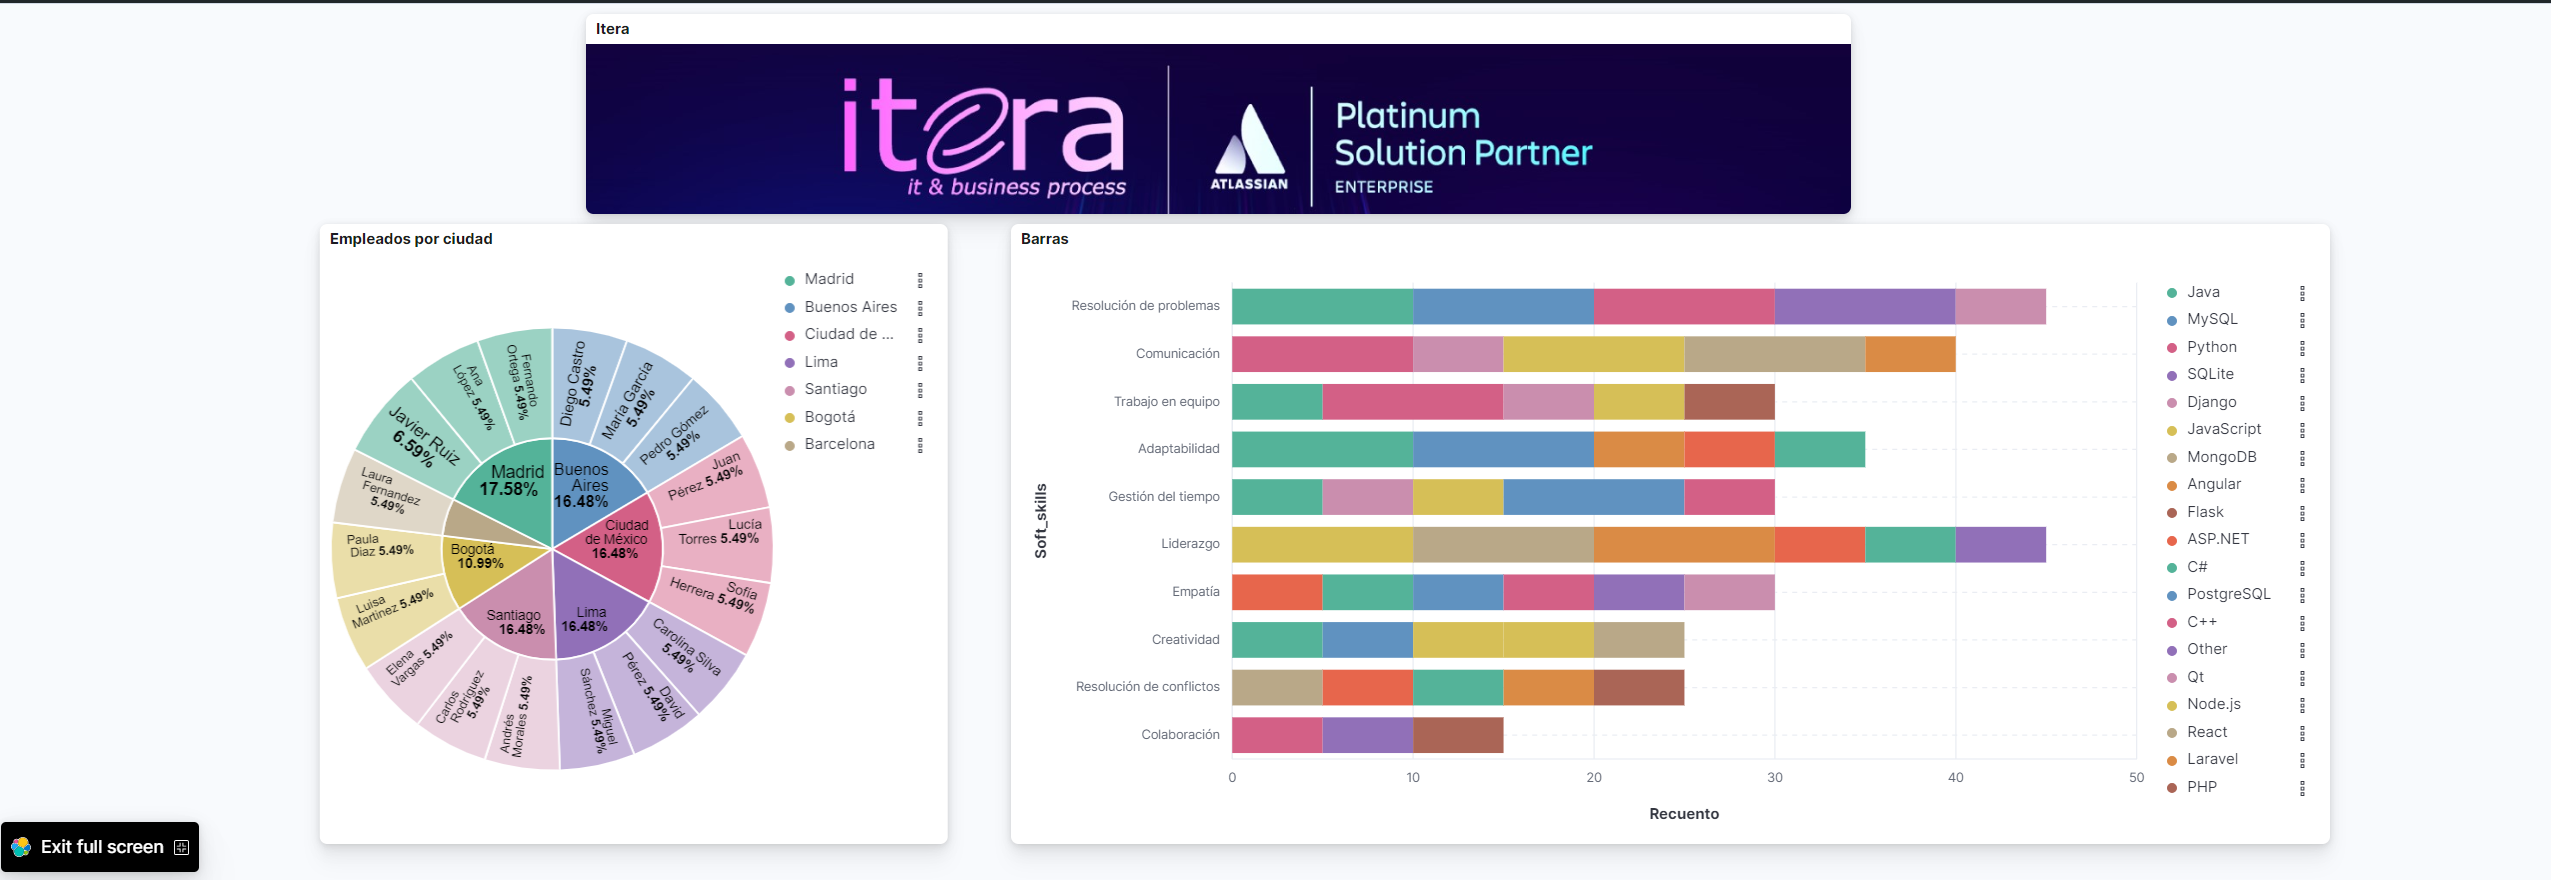 Itera
itera
it & business process
ATLASSIAN
Platinum
Solution Partner
ENTERPRISE
Empleados por ciudad
Madrid
Buenos Aires
Ciudad de ...
Lima
Santiago
Bogotá
Barcelona
Madrid
17.58%
Buenos
Aires
16.48%
Ciudad
de México
16.48%
Lima
16.48%
Santiago
16.48%
Bogotá
10.99%
Diego Castro
5.49%
María García
5.49%
Pedro Gómez
5.49%
Juan
Pérez 5.49%
Lucía
Torres 5.49%
Sofía
Herrera 5.49%
Carolina Silva
5.49%
David
Pérez 5.49%
Miguel
Sánchez 5.49%
Andrés
Morales 5.49%
Carlos
Rodríguez
5.49%
Elena
Vargas 5.49%
Luisa
Martinez 5.49%
Paula
Diaz 5.49%
Laura
Fernandez
5.49%
Javier Ruiz
6.59%
Ana
López 5.49%
Fernando
Ortega 5.49%
Barras
Soft_skills
Resolución de problemas
Comunicación
Trabajo en equipo
Adaptabilidad
Gestión del tiempo
Liderazgo
Empatía
Creatividad
Resolución de conflictos
Colaboración
0 10 20 30 40 50
Recuento
Java
MySQL
Python
SQLite
Django
JavaScript
MongoDB
Angular
Flask
ASP.NET
C#
PostgreSQL
C++
Other
Qt
Node.js
React
Laravel
PHP
Exit full screen